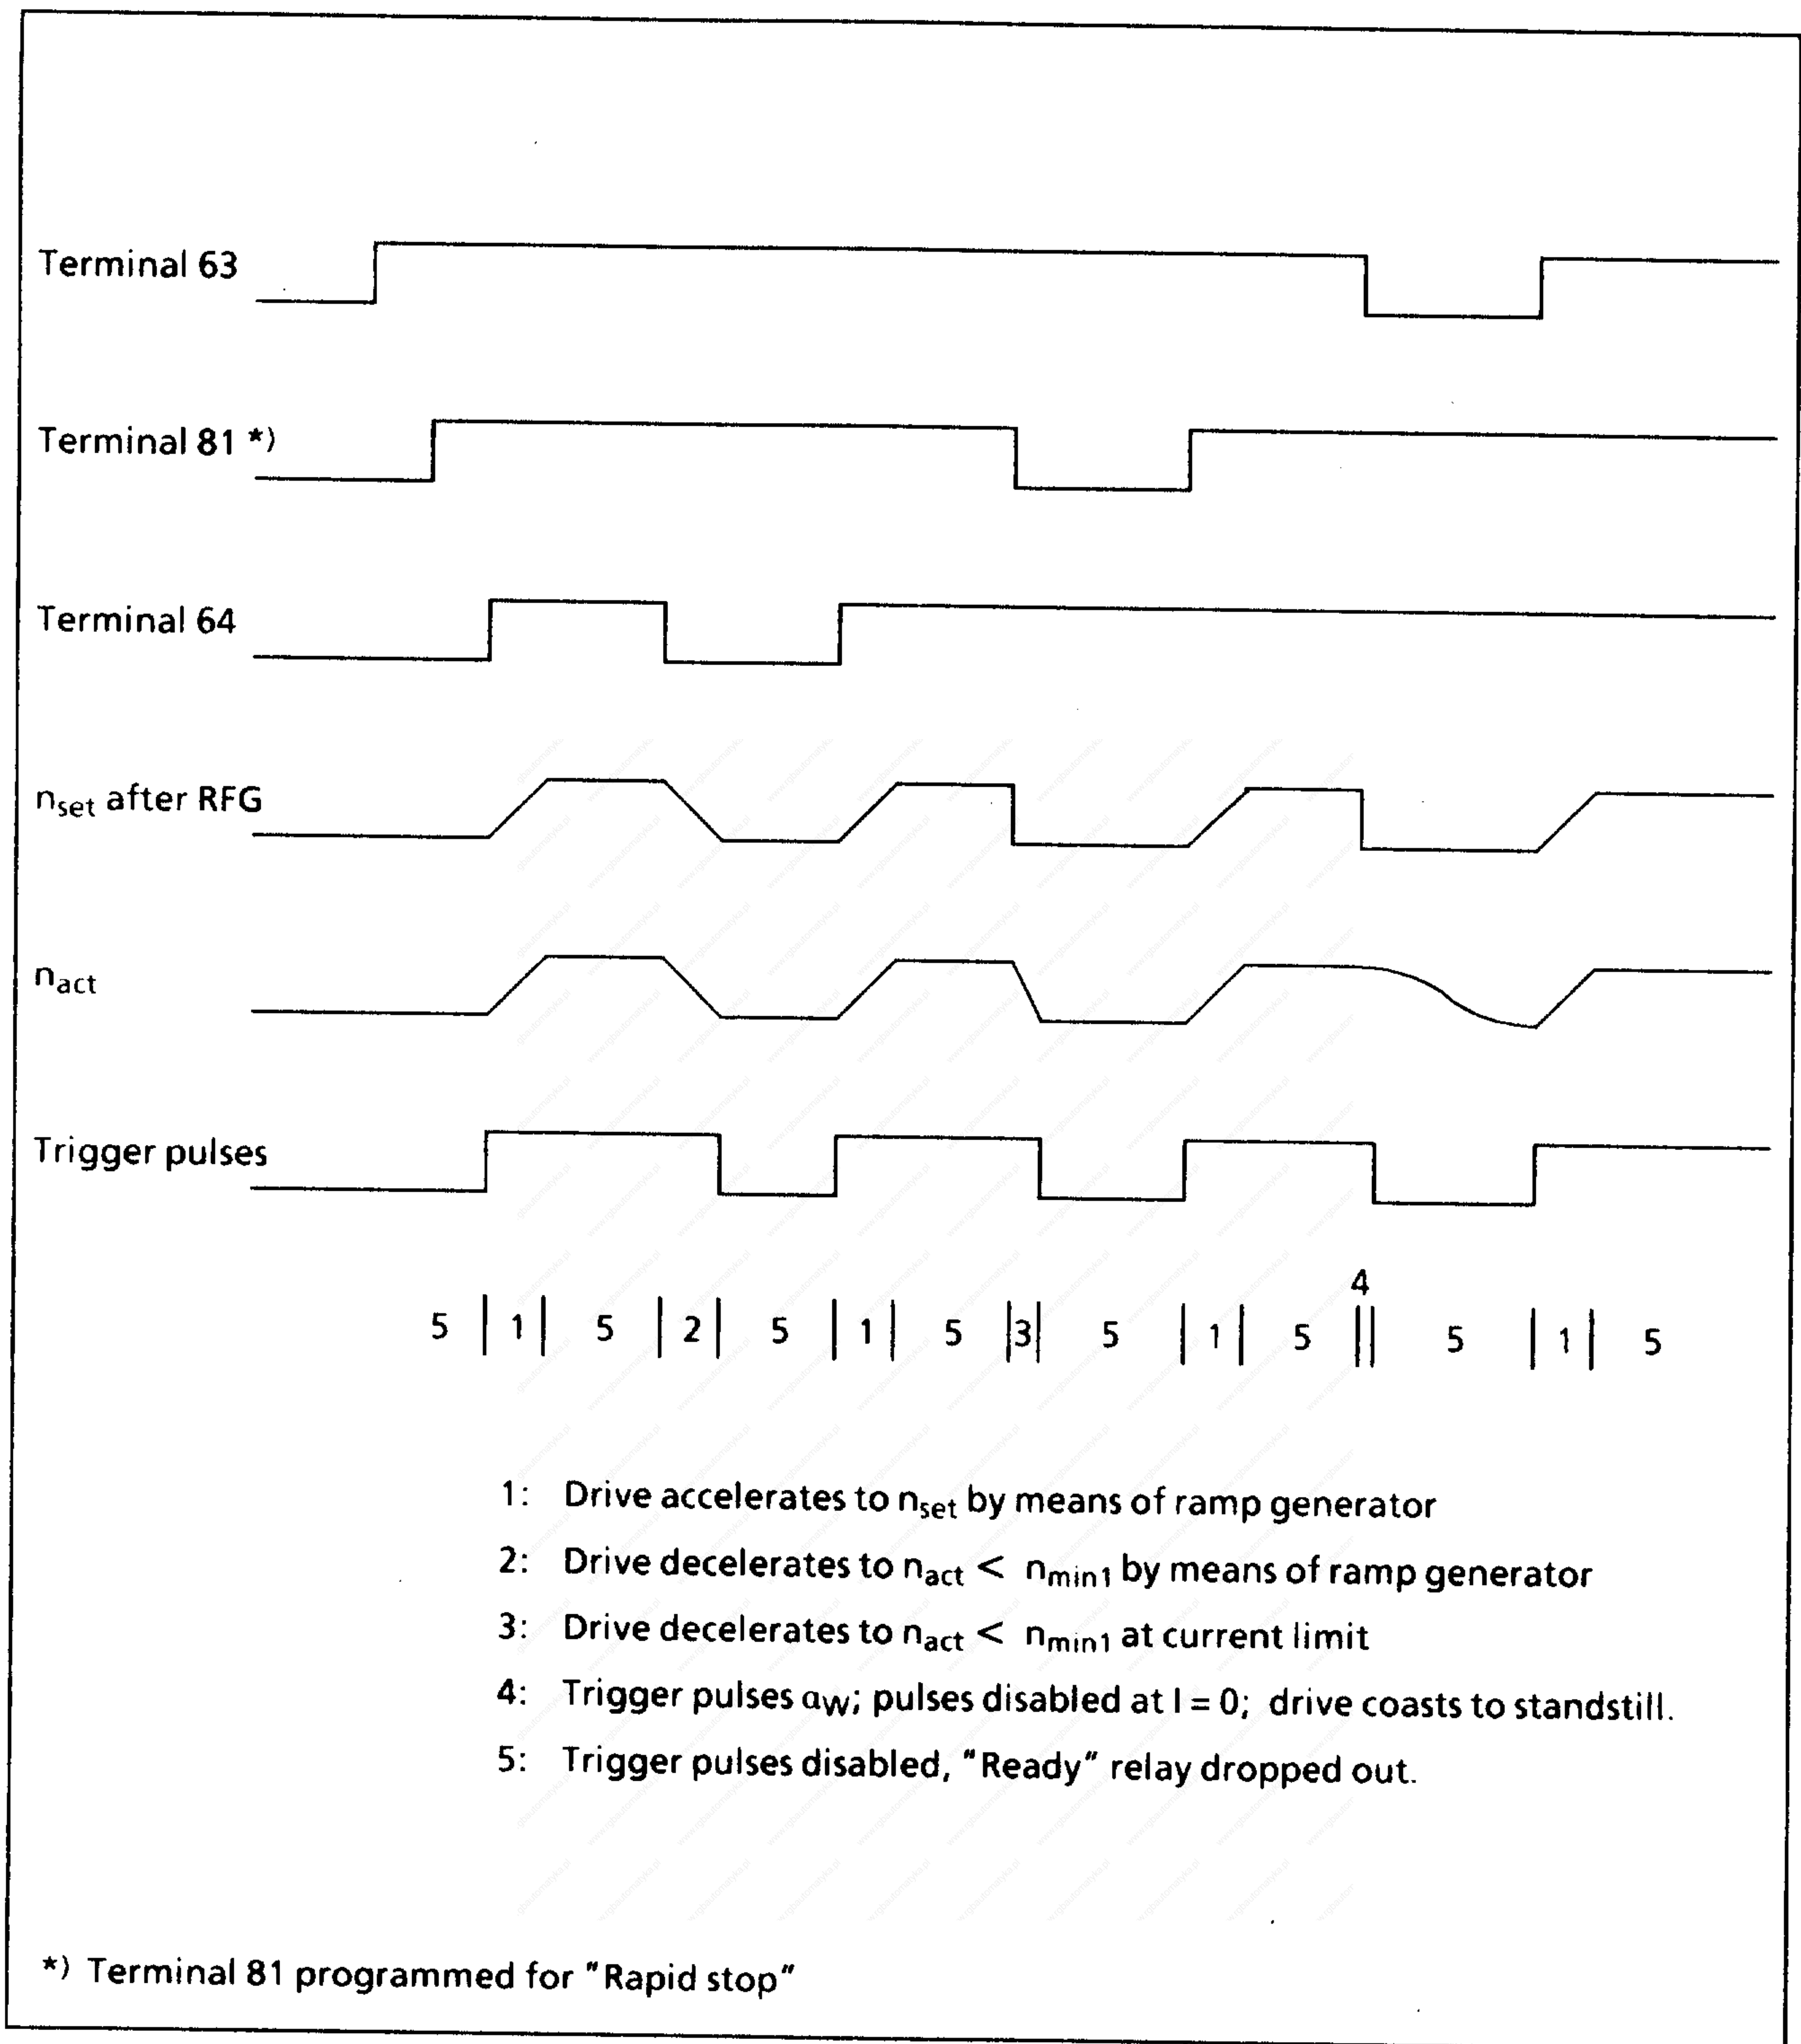 Terminal 63
Terminal 81 *)
Terminal 64
nset after RFG
nact
Trigger pulses
4
5 | 1 | 5 | 2 | 5 | 1 | 5 | 3 | 5 | 1 | 5 || 5 | 1 | 5
1: Drive accelerates to nset by means of ramp generator
2: Drive decelerates to nact < nmin1 by means of ramp generator
3: Drive decelerates to nact < nmin1 at current limit
4: Trigger pulses αW; pulses disabled at I = 0; drive coasts to standstill.
5: Trigger pulses disabled, "Ready" relay dropped out.
*) Terminal 81 programmed for "Rapid stop"
www.rgbautomatyka.pl